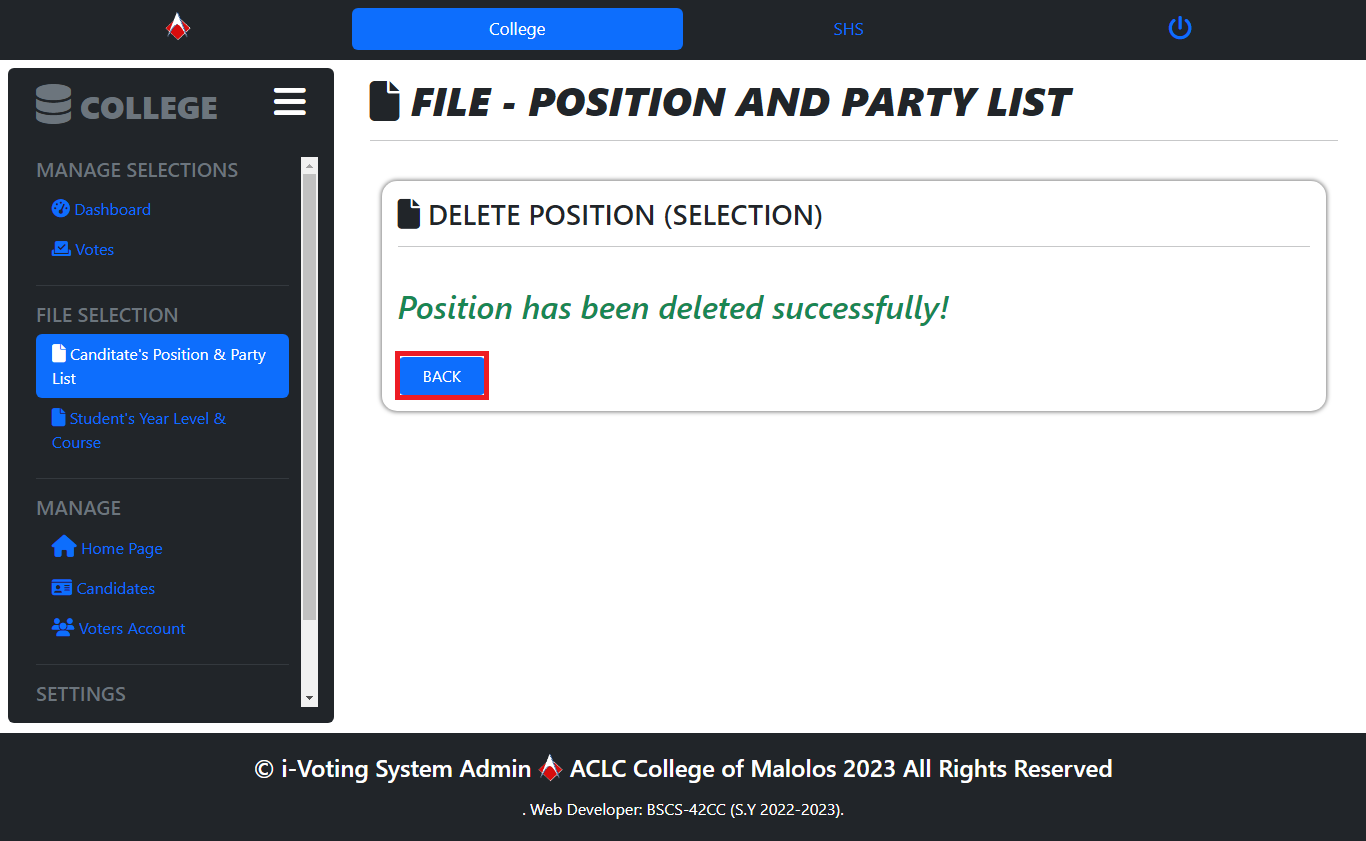 College
SHS
COLLEGE
MANAGE SELECTIONS
Dashboard
Votes
FILE SELECTION
Canditate's Position & Party
List
Student's Year Level &
Course
MANAGE
Home Page
Candidates
Voters Account
SETTINGS
FILE - POSITION AND PARTY LIST
DELETE POSITION (SELECTION)
Position has been deleted successfully!
BACK
© i-Voting System Admin ACLC College of Malolos 2023 All Rights Reserved
. Web Developer: BSCS-42CC (S.Y 2022-2023).